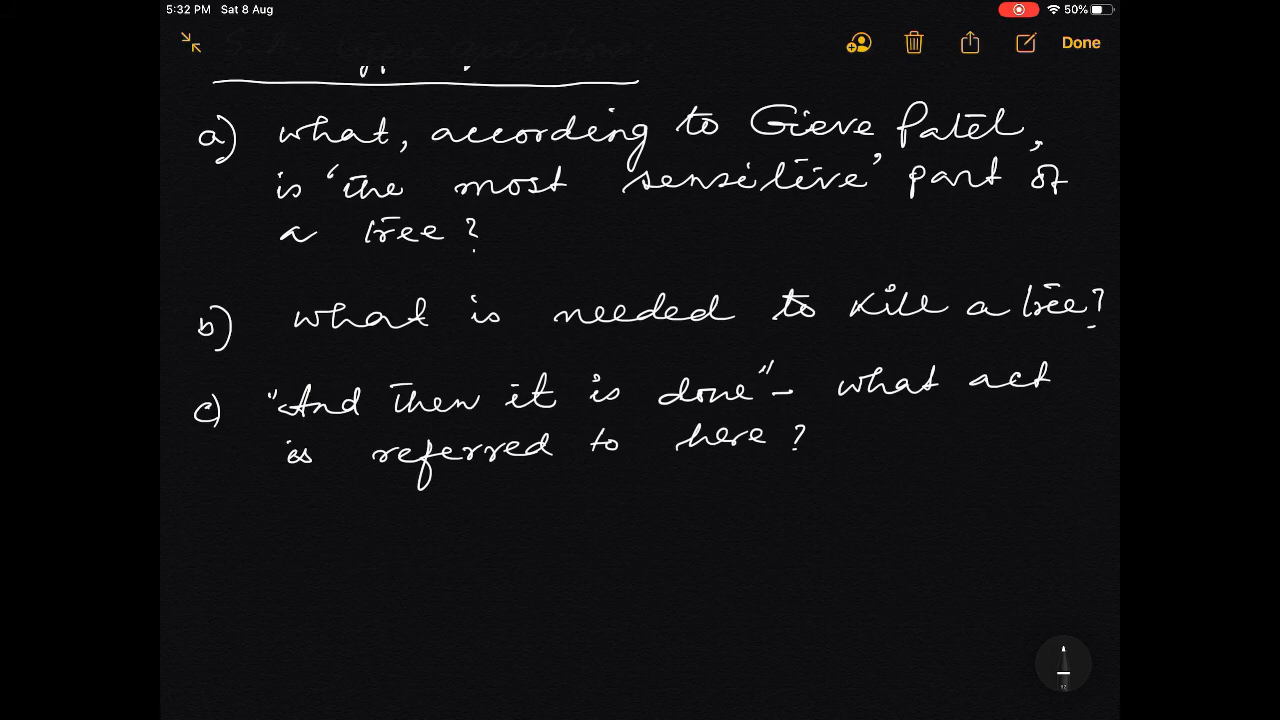 5:32 PM Sat 8 Aug
50%
Done
a) what, according to Gieve Patel,
is 'the most sensitive' part of
a tree?
b) what is needed to kill a tree?
c) "And then it is done" - what act
is referred to here?